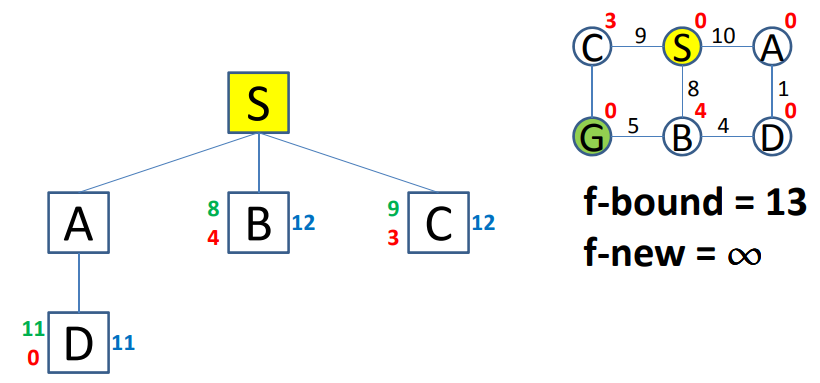 3 0 0
C 9 S 10 A
8 1
0 4 0
G 5 B 4 D
S
A
8
4
B 12
9
3
C 12
11
0
D 11
f-bound = 13
f-new = ∞